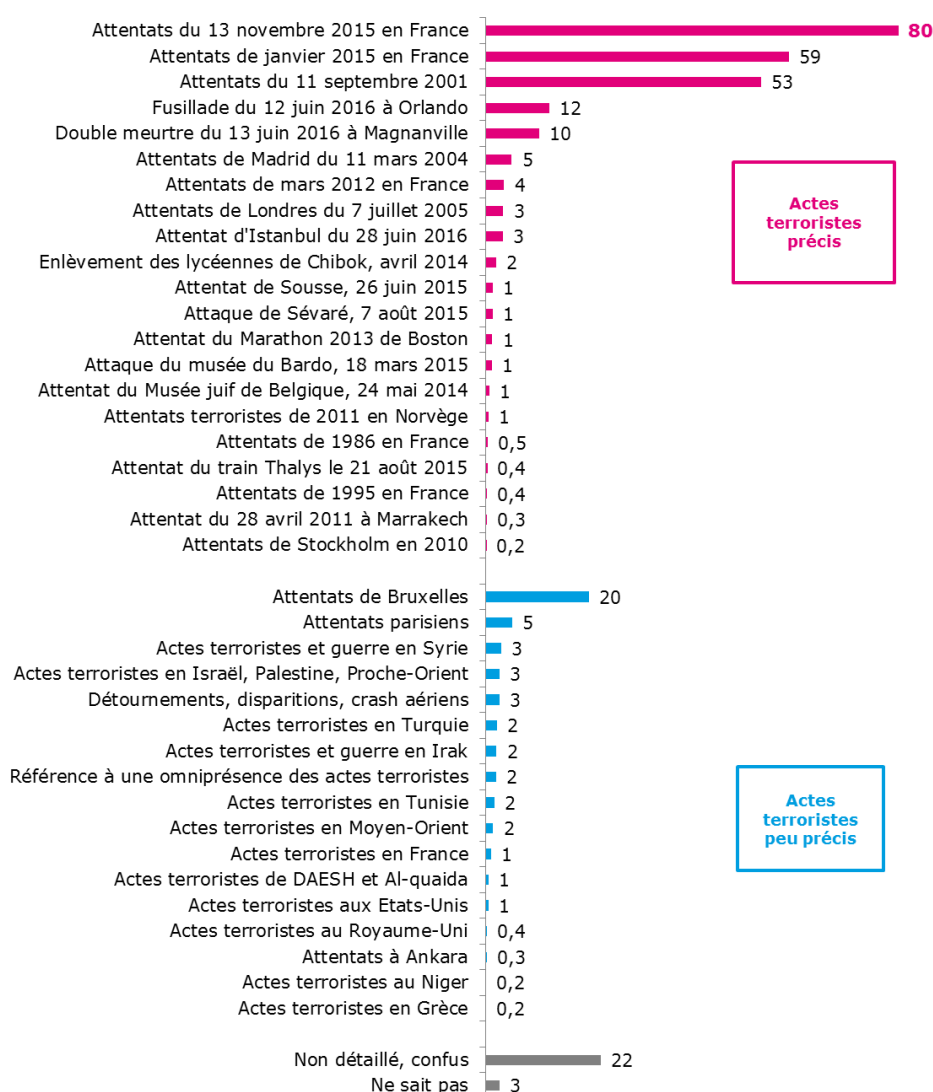 Attentats du 13 novembre 2015 en France 80
Attentats de janvier 2015 en France 59
Attentats du 11 septembre 2001 53
Fusillade du 12 juin 2016 à Orlando 12
Double meurtre du 13 juin 2016 à Magnanville 10
Attentats de Madrid du 11 mars 2004 5
Attentats de mars 2012 en France 4
Attentats de Londres du 7 juillet 2005 3
Attentat d'Istanbul du 28 juin 2016 3
Enlèvement des lycéennes de Chibok, avril 2014 2
Attentat de Sousse, 26 juin 2015 1
Attaque de Sévaré, 7 août 2015 1
Attentat du Marathon 2013 de Boston 1
Attaque du musée du Bardo, 18 mars 2015 1
Attentat du Musée juif de Belgique, 24 mai 2014 1
Attentats terroristes de 2011 en Norvège 1
Attentats de 1986 en France 0,5
Attentat du train Thalys le 21 août 2015 0,4
Attentats de 1995 en France 0,4
Attentat du 28 avril 2011 à Marrakech 0,3
Attentats de Stockholm en 2010 0,2
Actes
terroristes
précis
Attentats de Bruxelles 20
Attentats parisiens 5
Actes terroristes et guerre en Syrie 3
Actes terroristes en Israël, Palestine, Proche-Orient 3
Détournements, disparitions, crash aériens 3
Actes terroristes en Turquie 2
Actes terroristes et guerre en Irak 2
Référence à une omniprésence des actes terroristes 2
Actes terroristes en Tunisie 2
Actes terroristes en Moyen-Orient 2
Actes terroristes en France 1
Actes terroristes de DAESH et Al-quaida 1
Actes terroristes aux Etats-Unis 1
Actes terroristes au Royaume-Uni 0,4
Attentats à Ankara 0,3
Actes terroristes au Niger 0,2
Actes terroristes en Grèce 0,2
Actes
terroristes
peu précis
Non détaillé, confus 22
Ne sait pas 3